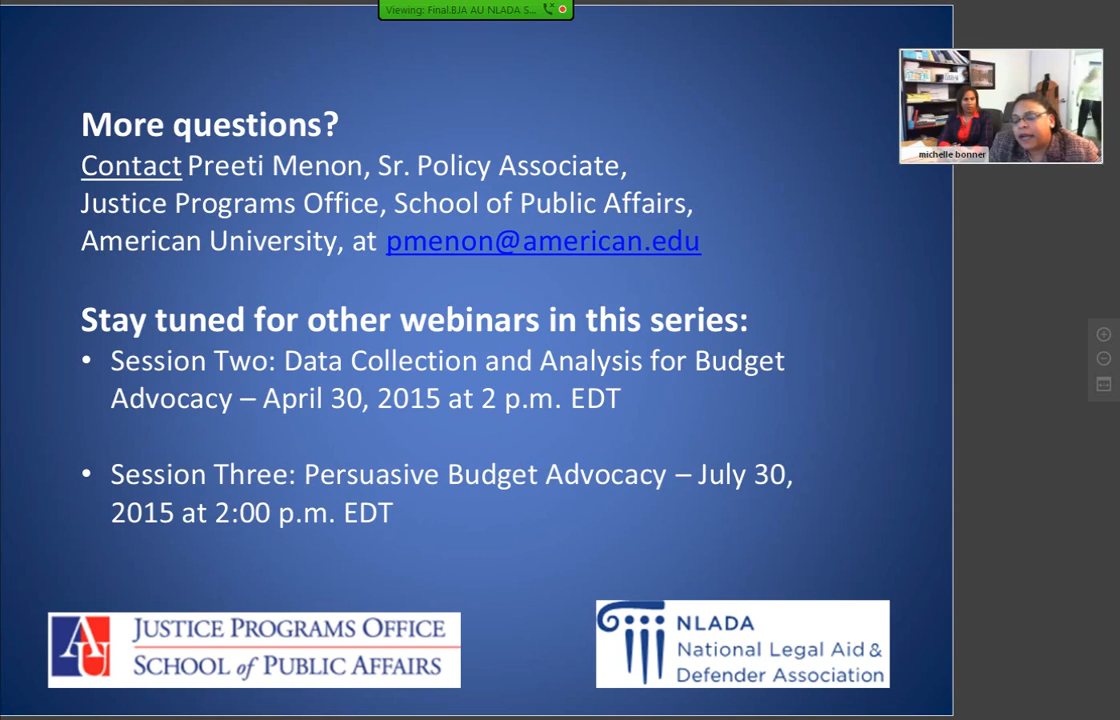 Viewing: Final.BJA AU NLADA S...
More questions?
Contact Preeti Menon, Sr. Policy Associate,
Justice Programs Office, School of Public Affairs,
American University, at pmenon@american.edu
Stay tuned for other webinars in this series:
• Session Two: Data Collection and Analysis for Budget
Advocacy – April 30, 2015 at 2 p.m. EDT
• Session Three: Persuasive Budget Advocacy – July 30,
2015 at 2:00 p.m. EDT
michelle bonner
AU
JUSTICE PROGRAMS OFFICE
SCHOOL of PUBLIC AFFAIRS
NLADA
National Legal Aid &
Defender Association